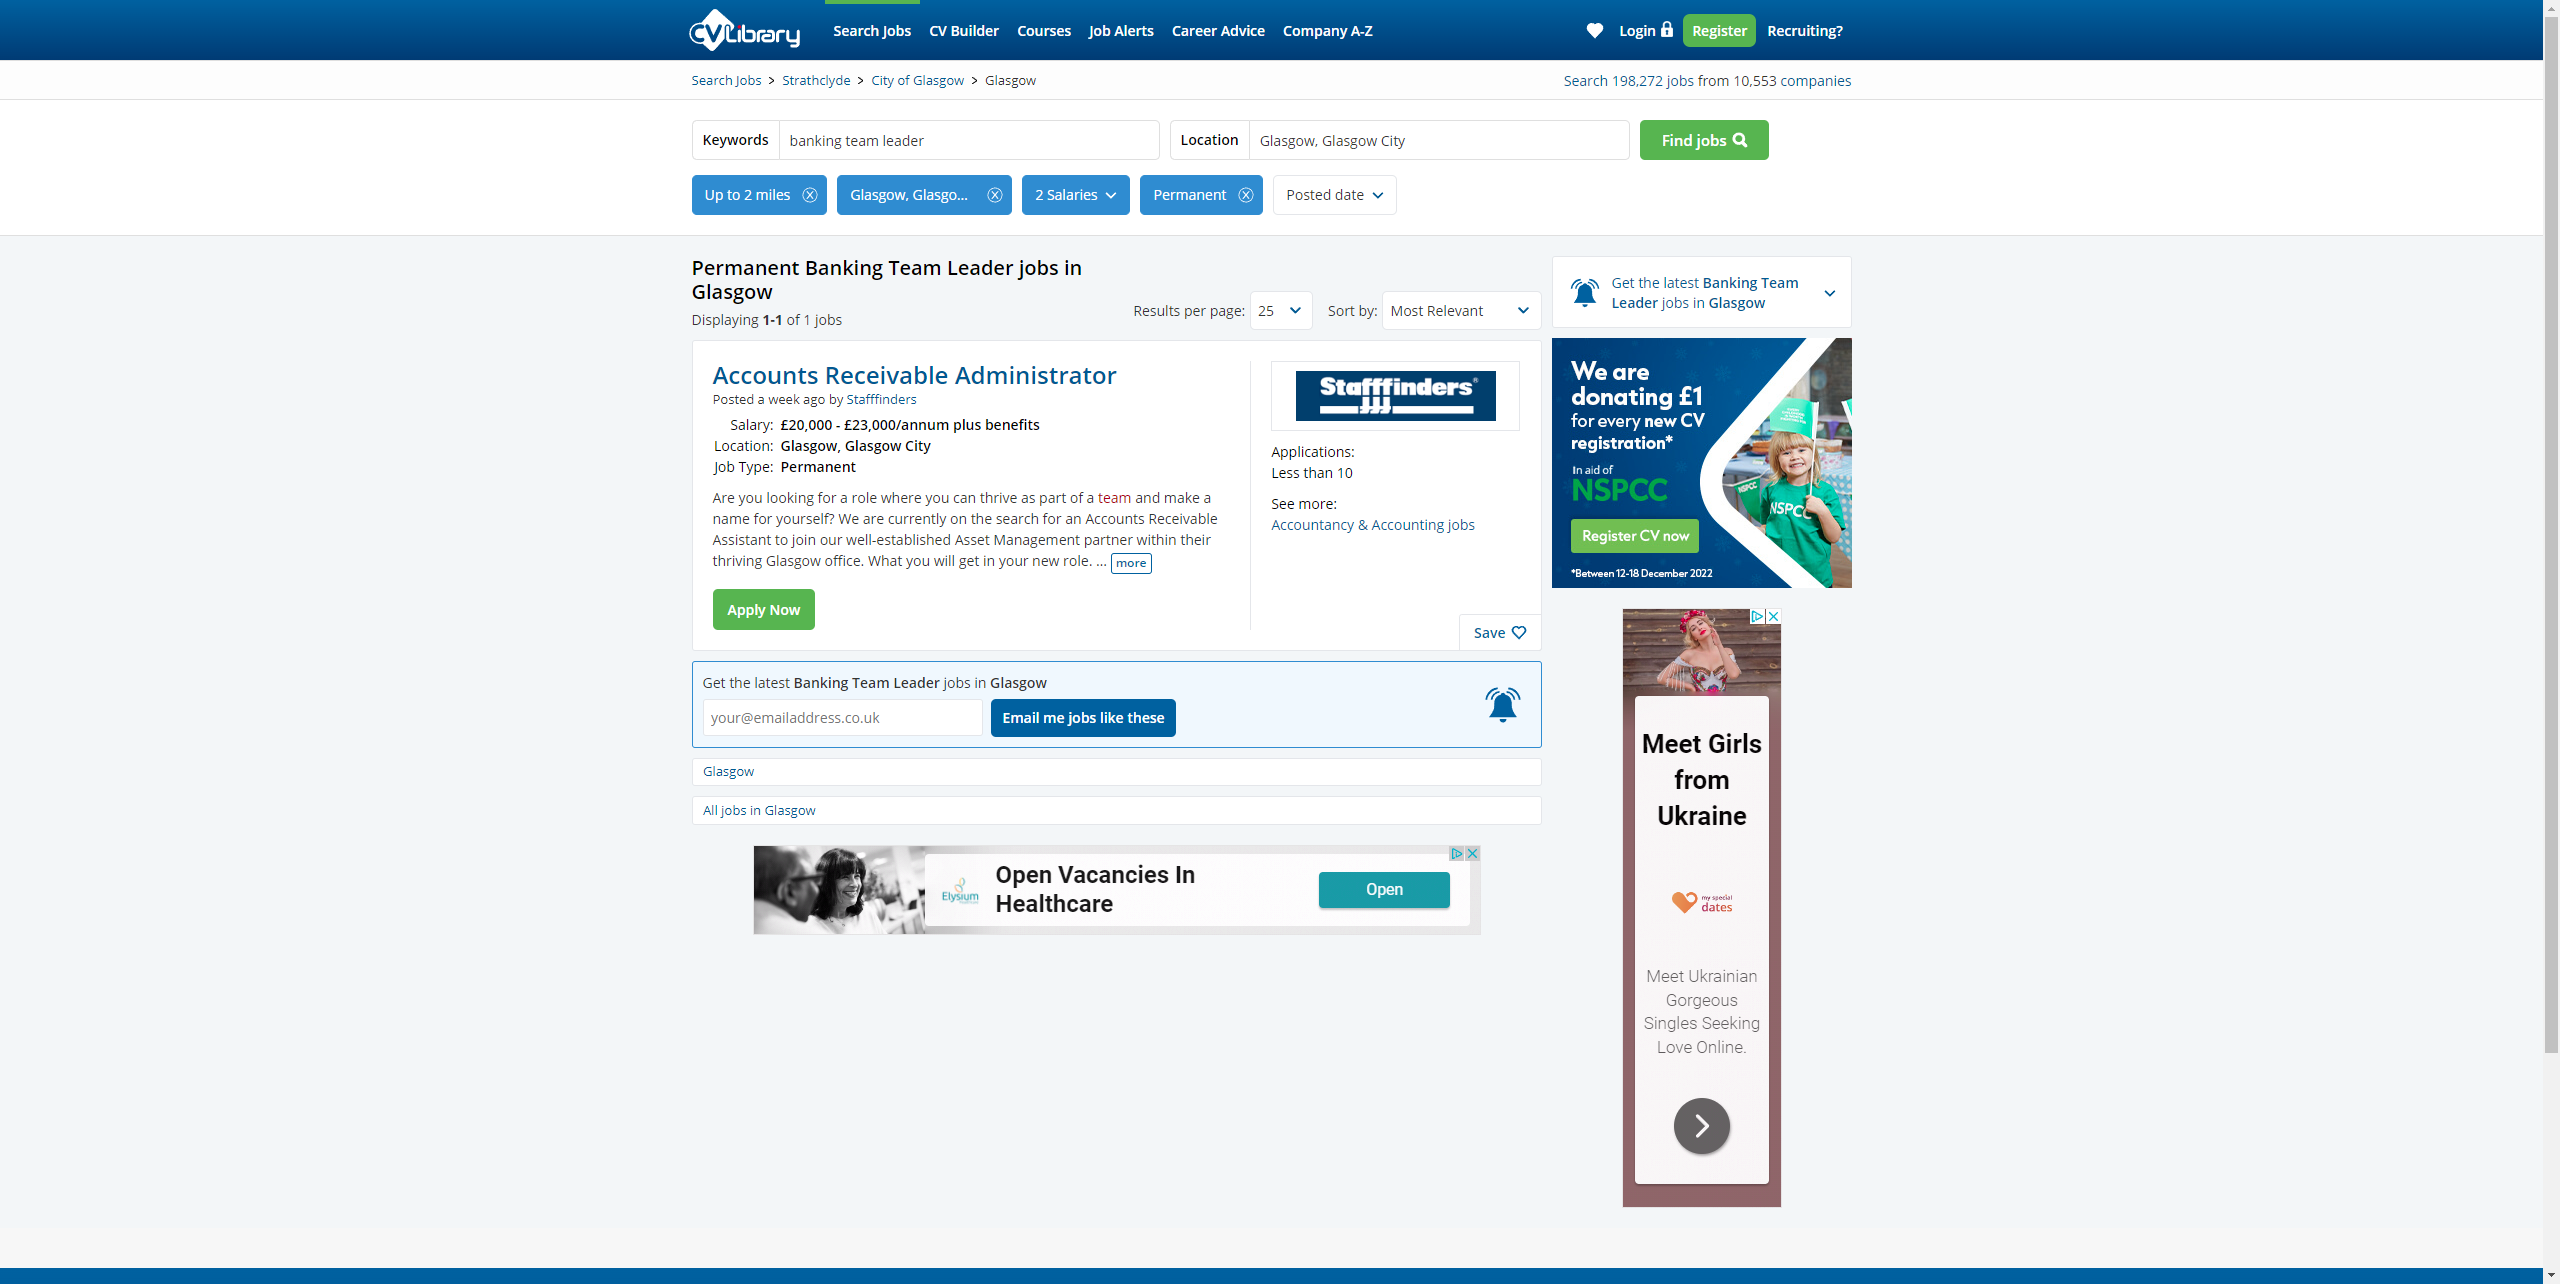 CVLibrary
Search Jobs
CV Builder
Courses
Job Alerts
Career Advice
Company A-Z
Login
Register
Recruiting?
Search Jobs > Strathclyde > City of Glasgow > Glasgow
Search 198,272 jobs from 10,553 companies
Keywords
banking team leader
Location
Glasgow, Glasgow City
Find jobs
Up to 2 miles
Glasgow, Glasgo...
2 Salaries
Permanent
Posted date
Permanent Banking Team Leader jobs in
Glasgow
Displaying 1-1 of 1 jobs
Results per page: 25
Sort by: Most Relevant
Accounts Receivable Administrator
Posted a week ago by Stafffinders
Salary: £20,000 - £23,000/annum plus benefits
Location: Glasgow, Glasgow City
Job Type: Permanent
Are you looking for a role where you can thrive as part of a team and make a
name for yourself? We are currently on the search for an Accounts Receivable
Assistant to join our well-established Asset Management partner within their
thriving Glasgow office. What you will get in your new role. ... more
Apply Now
Stafffinders®
Applications:
Less than 10
See more:
Accountancy & Accounting jobs
Save
Get the latest Banking Team Leader jobs in Glasgow
your@emailaddress.co.uk
Email me jobs like these
Glasgow
All jobs in Glasgow
Elysium
Open Vacancies In
Healthcare
Open
Get the latest Banking Team
Leader jobs in Glasgow
We are
donating £1
for every new CV
registration*
In aid of
NSPCC
Register CV now
*Between 12-18 December 2022
NSPCC
NSPCC
Meet Girls
from
Ukraine
my special
dates
Meet Ukrainian
Gorgeous
Singles Seeking
Love Online.